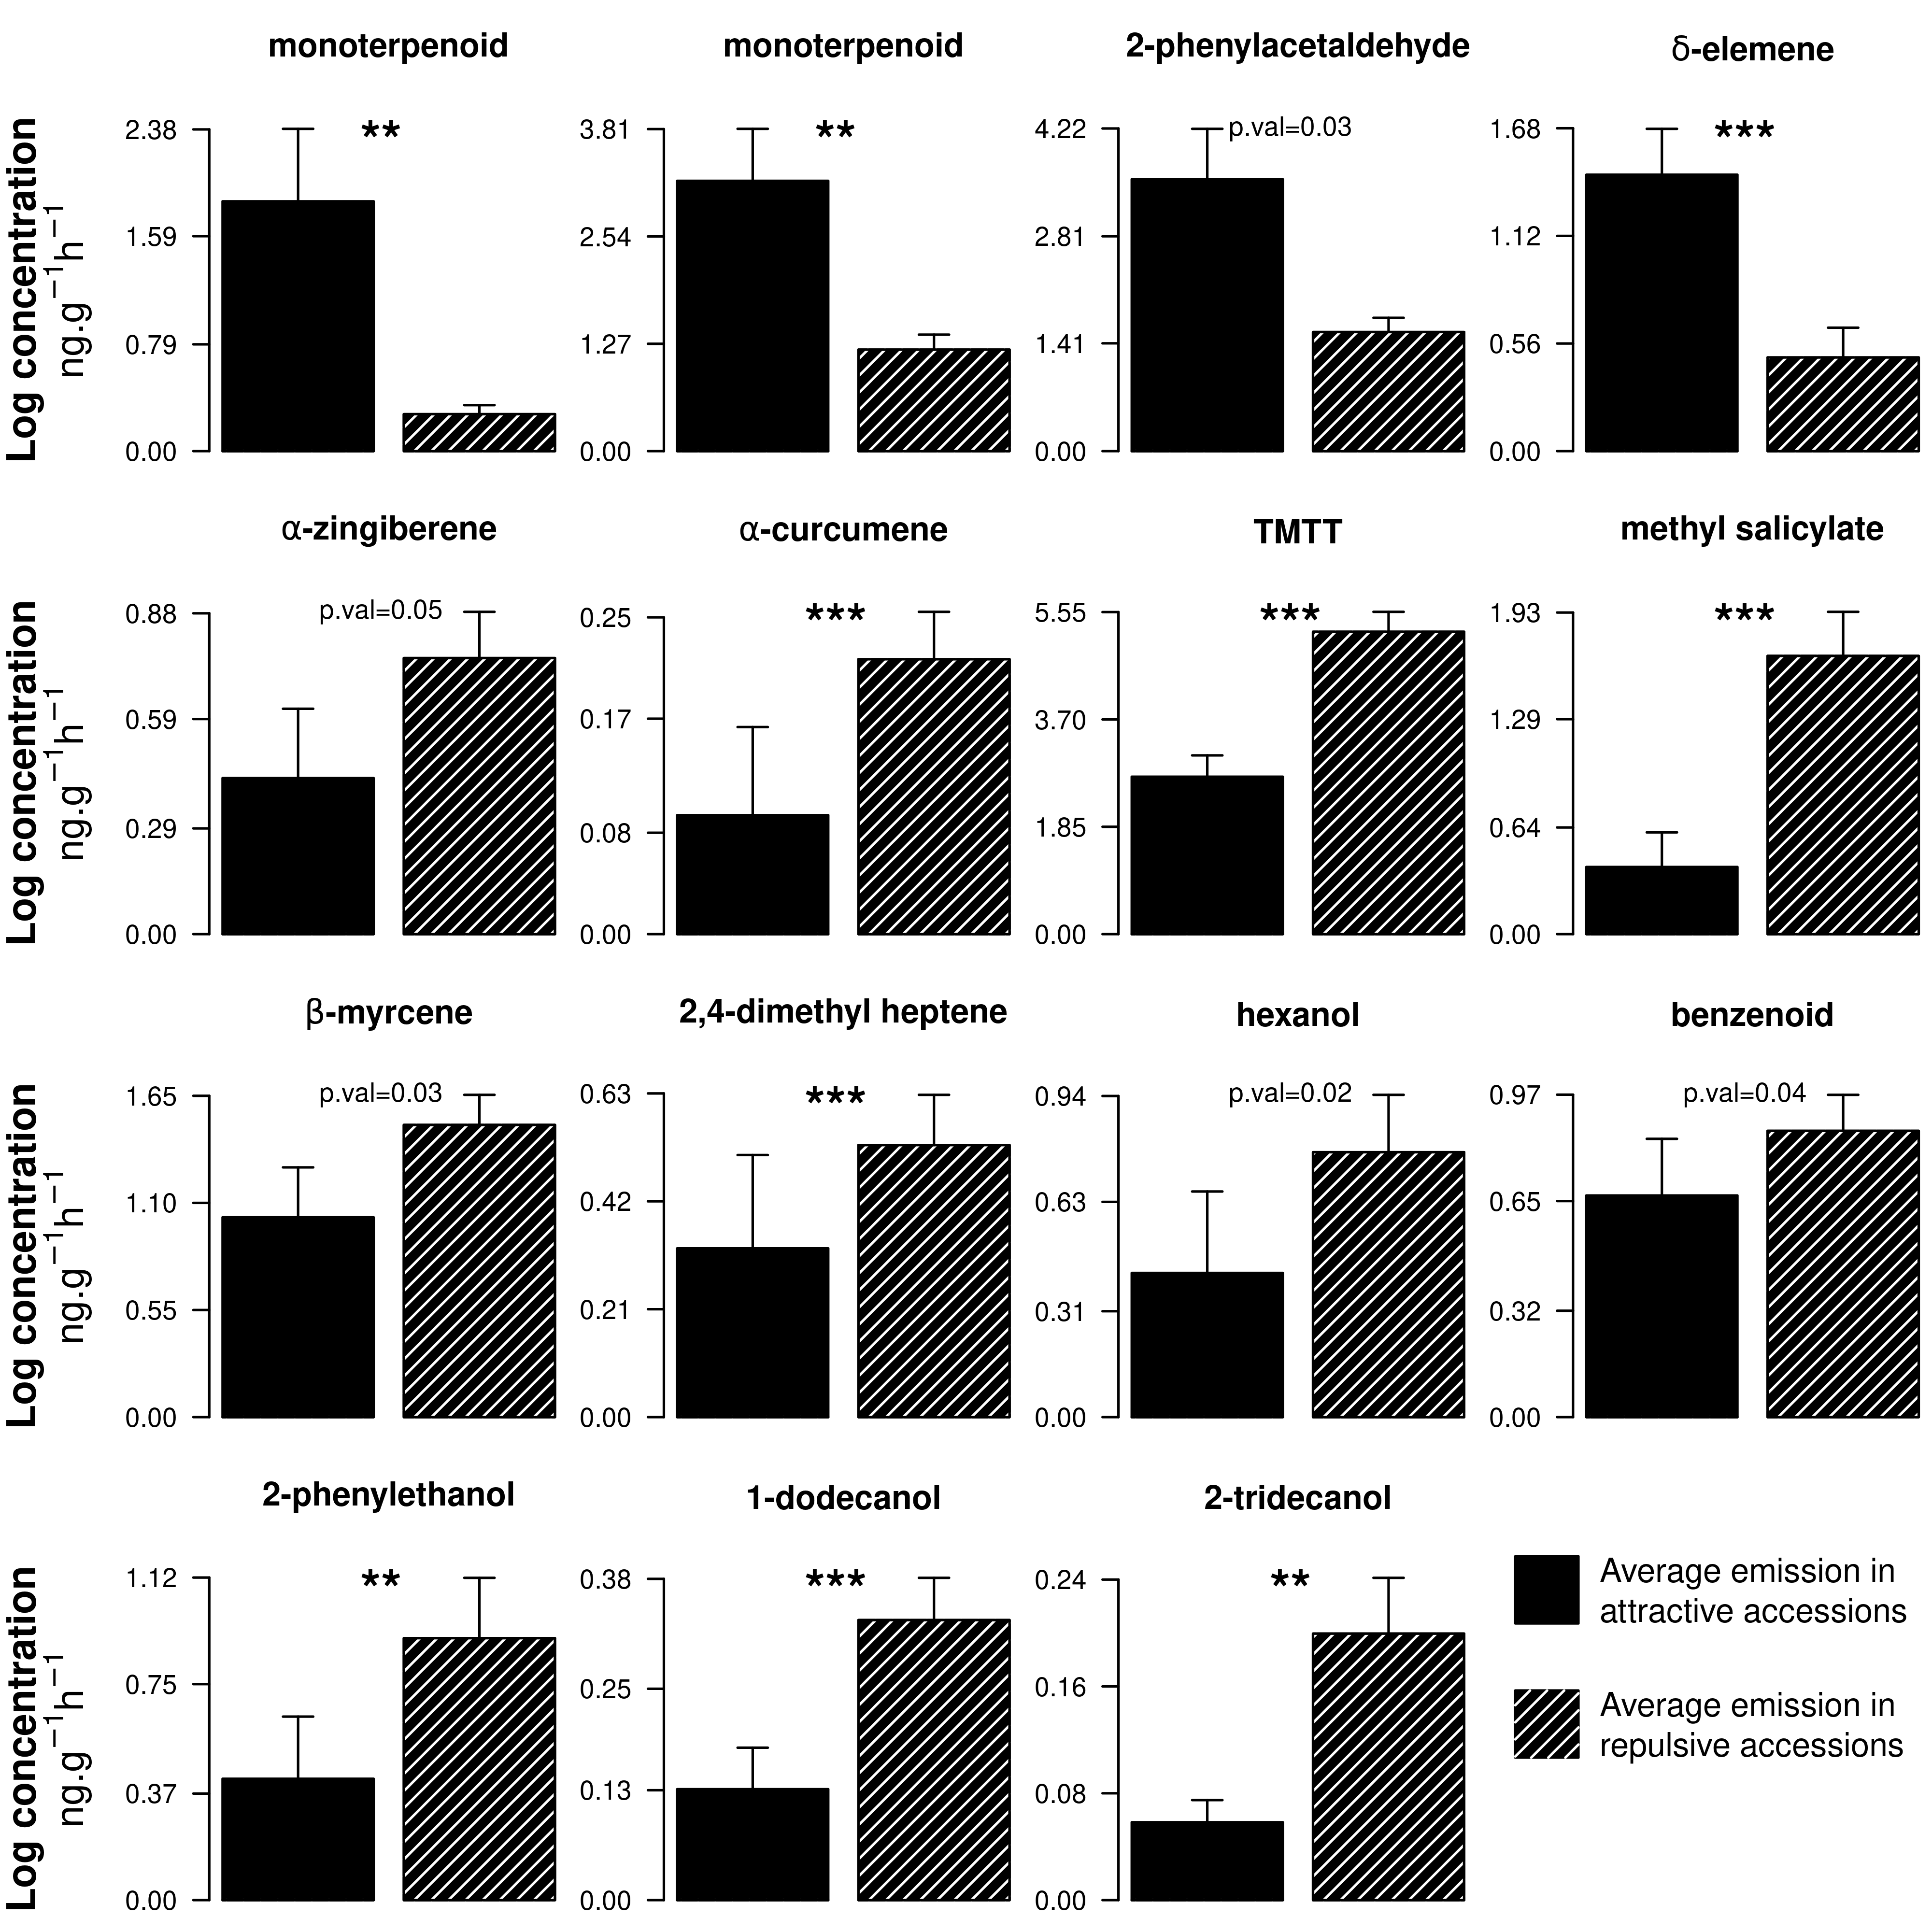 monoterpenoid
monoterpenoid
2-phenylacetaldehyde
δ-elemene
Log concentration
ng.g−1h−1
2.38
1.59
0.79
0.00
**
3.81
2.54
1.27
0.00
**
4.22
2.81
1.41
0.00
p.val=0.03
1.68
1.12
0.56
0.00
***
α-zingiberene
α-curcumene
TMTT
methyl salicylate
Log concentration
ng.g−1h−1
0.88
0.59
0.29
0.00
p.val=0.05
0.25
0.17
0.08
0.00
***
5.55
3.70
1.85
0.00
***
1.93
1.29
0.64
0.00
***
β-myrcene
2,4-dimethyl heptene
hexanol
benzenoid
Log concentration
ng.g−1h−1
1.65
1.10
0.55
0.00
p.val=0.03
0.63
0.42
0.21
0.00
***
0.94
0.63
0.31
0.00
p.val=0.02
0.97
0.65
0.32
0.00
p.val=0.04
2-phenylethanol
1-dodecanol
2-tridecanol
Log concentration
ng.g−1h−1
1.12
0.75
0.37
0.00
**
0.38
0.25
0.13
0.00
***
0.24
0.16
0.08
0.00
**
Average emission in
attractive accessions
Average emission in
repulsive accessions